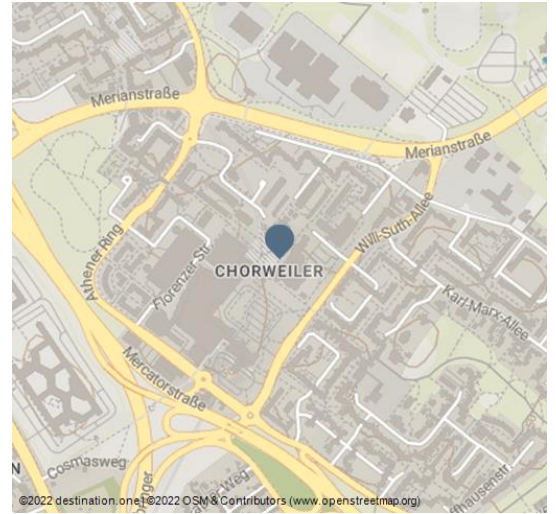 Merianstraße
Merianstraße
Athener Ring
Florenzer Str.
Willi-Suth-Allee
CHORWEILER
Karl-Marx-Allee
Mercatorstraße
Cosmasweg
©2022 destination.one | ©2022 OSM & Contributors (www.openstreetmap.org)